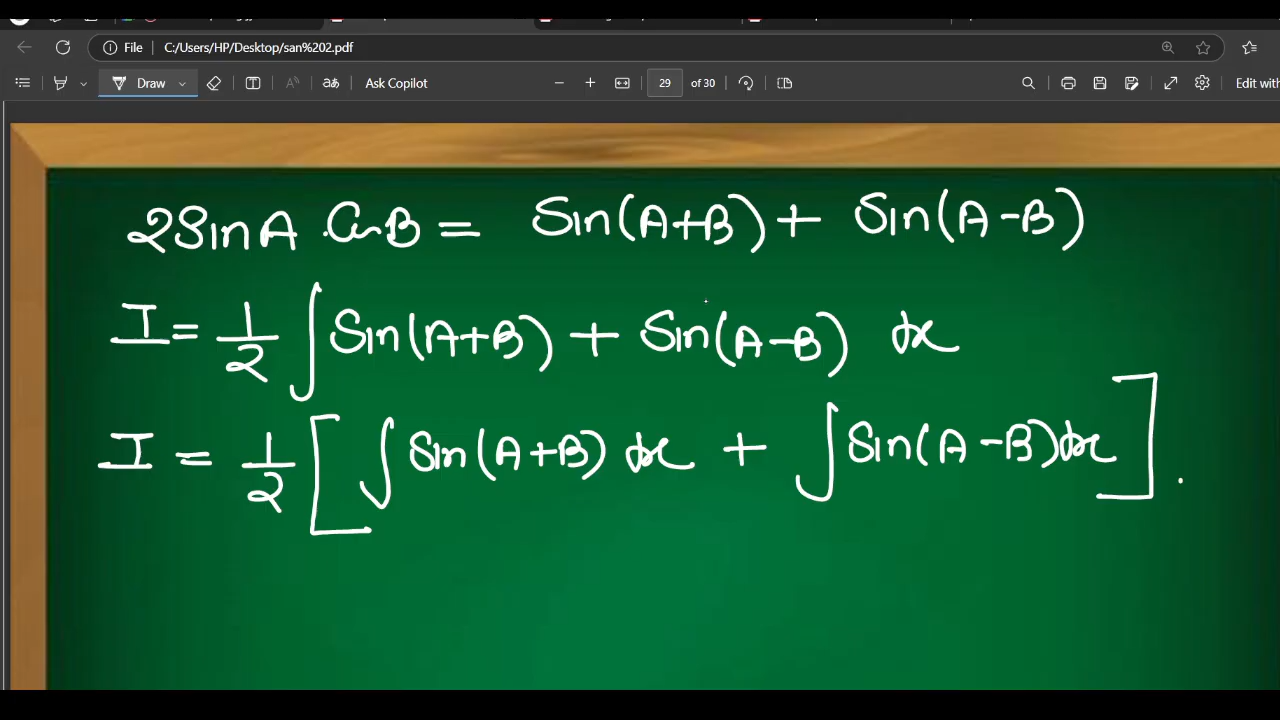 File | C:/Users/HP/Desktop/san%202.pdf
Draw Ask Copilot 29 of 30 Edit with
2SinA .CosB = Sin(A+B) + Sin(A-B)
I = 1/2 ∫ Sin(A+B) + Sin(A-B) dx
I = 1/2 [ ∫ Sin(A+B) dx + ∫ Sin(A-B) dx ] .